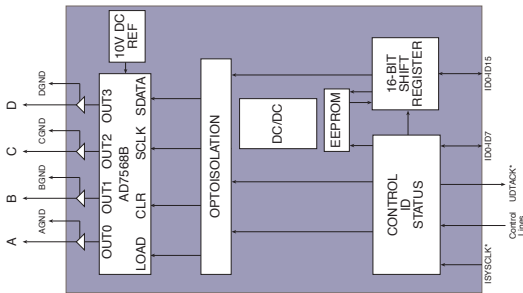 A
B
C
D
AGND
BGND
CGND
DGND
OUT0 OUT1 OUT2 OUT3
AD7568B
LOAD CLR SCLK SDATA
10V DC
REF
OPTOISOLATION
DC/DC
EEPROM
16-BIT
SHIFT
REGISTER
CONTROL
ID
STATUS
ISYSCLK*
Control
Lines
UDTACK*
ID0-ID7
ID0-ID15